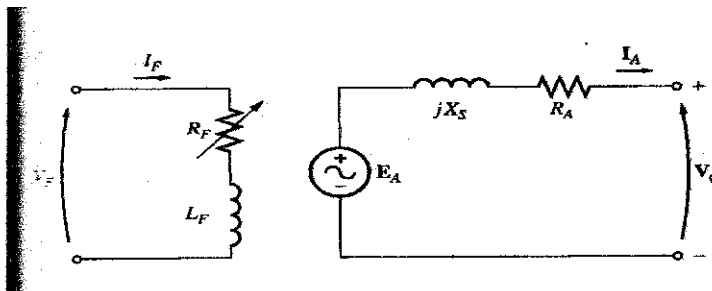 I_F
I_A
+
jX_S
R_A
R_F
+
E_A
−
L_F
−